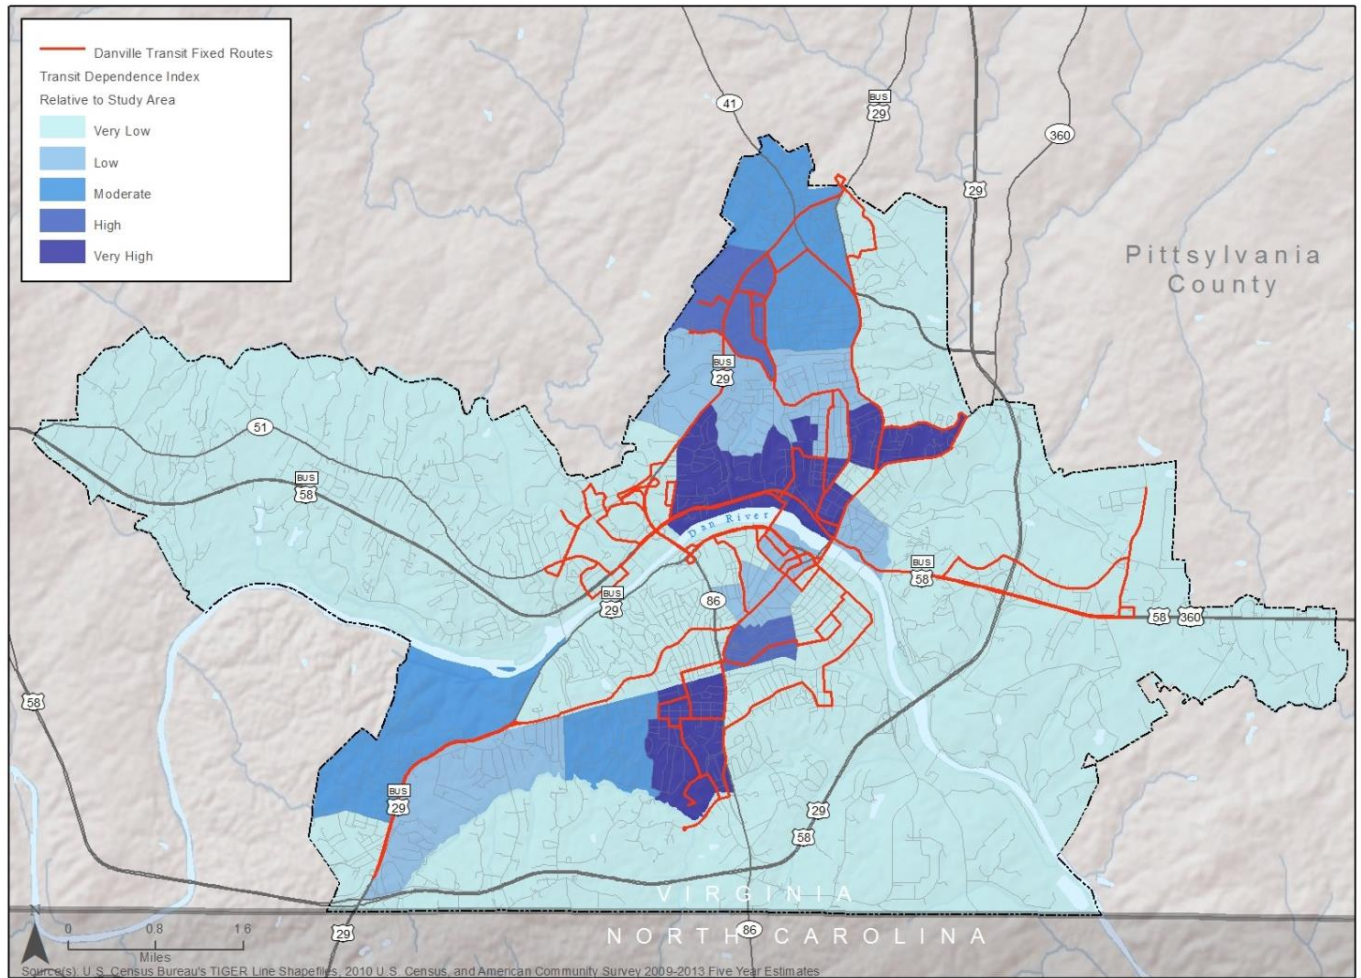 Danville Transit Fixed Routes
Transit Dependence Index
Relative to Study Area
Very Low
Low
Moderate
High
Very High
41
BUS
29
360
29
Pittsylvania
County
BUS
29
51
BUS
58
Dan River
BUS
58
BUS
29
86
58
360
58
BUS
29
29
58
VIRGINIA
NORTH CAROLINA
29
86
N
0 0.8 1 6
Miles
Source(s): U S Census Bureau's TIGER Line Shapefiles, 2010 U.S. Census, and American Community Survey 2009-2013 Five Year Estimates